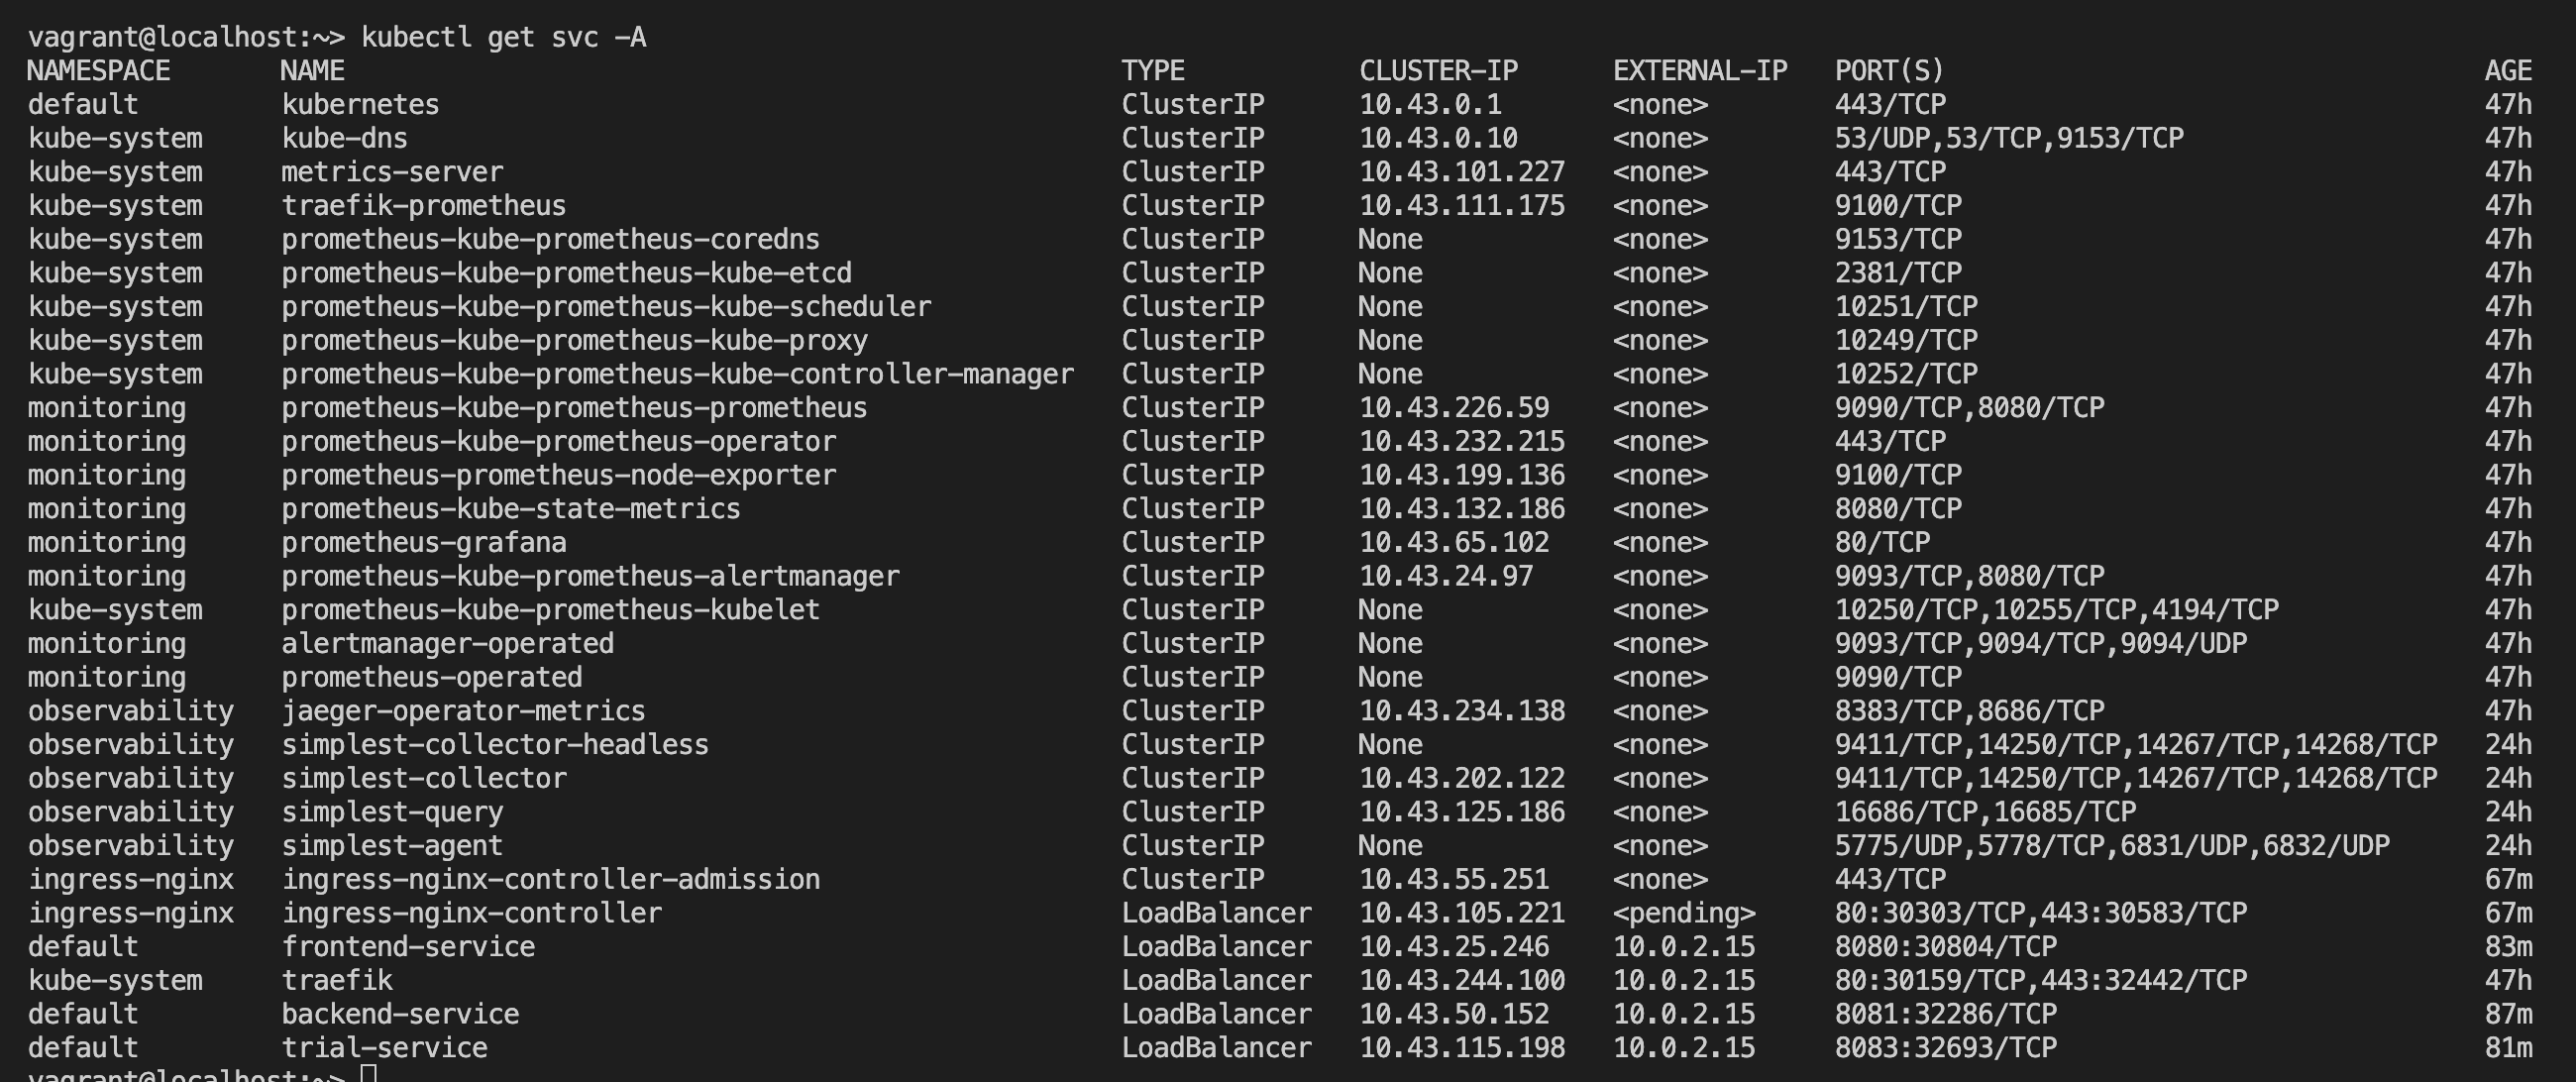 vagrant@localhost:~> kubectl get svc -A
NAMESPACE NAME TYPE CLUSTER-IP EXTERNAL-IP PORT(S) AGE
default kubernetes ClusterIP 10.43.0.1 <none> 443/TCP 47h
kube-system kube-dns ClusterIP 10.43.0.10 <none> 53/UDP,53/TCP,9153/TCP 47h
kube-system metrics-server ClusterIP 10.43.101.227 <none> 443/TCP 47h
kube-system traefik-prometheus ClusterIP 10.43.111.175 <none> 9100/TCP 47h
kube-system prometheus-kube-prometheus-coredns ClusterIP None <none> 9153/TCP 47h
kube-system prometheus-kube-prometheus-kube-etcd ClusterIP None <none> 2381/TCP 47h
kube-system prometheus-kube-prometheus-kube-scheduler ClusterIP None <none> 10251/TCP 47h
kube-system prometheus-kube-prometheus-kube-proxy ClusterIP None <none> 10249/TCP 47h
kube-system prometheus-kube-prometheus-kube-controller-manager ClusterIP None <none> 10252/TCP 47h
monitoring prometheus-kube-prometheus-prometheus ClusterIP 10.43.226.59 <none> 9090/TCP,8080/TCP 47h
monitoring prometheus-kube-prometheus-operator ClusterIP 10.43.232.215 <none> 443/TCP 47h
monitoring prometheus-prometheus-node-exporter ClusterIP 10.43.199.136 <none> 9100/TCP 47h
monitoring prometheus-kube-state-metrics ClusterIP 10.43.132.186 <none> 8080/TCP 47h
monitoring prometheus-grafana ClusterIP 10.43.65.102 <none> 80/TCP 47h
monitoring prometheus-kube-prometheus-alertmanager ClusterIP 10.43.24.97 <none> 9093/TCP,8080/TCP 47h
kube-system prometheus-kube-prometheus-kubelet ClusterIP None <none> 10250/TCP,10255/TCP,4194/TCP 47h
monitoring alertmanager-operated ClusterIP None <none> 9093/TCP,9094/TCP,9094/UDP 47h
monitoring prometheus-operated ClusterIP None <none> 9090/TCP 47h
observability jaeger-operator-metrics ClusterIP 10.43.234.138 <none> 8383/TCP,8686/TCP 47h
observability simplest-collector-headless ClusterIP None <none> 9411/TCP,14250/TCP,14267/TCP,14268/TCP 24h
observability simplest-collector ClusterIP 10.43.202.122 <none> 9411/TCP,14250/TCP,14267/TCP,14268/TCP 24h
observability simplest-query ClusterIP 10.43.125.186 <none> 16686/TCP,16685/TCP 24h
observability simplest-agent ClusterIP None <none> 5775/UDP,5778/TCP,6831/UDP,6832/UDP 24h
ingress-nginx ingress-nginx-controller-admission ClusterIP 10.43.55.251 <none> 443/TCP 67m
ingress-nginx ingress-nginx-controller LoadBalancer 10.43.105.221 <pending> 80:30303/TCP,443:30583/TCP 67m
default frontend-service LoadBalancer 10.43.25.246 10.0.2.15 8080:30804/TCP 83m
kube-system traefik LoadBalancer 10.43.244.100 10.0.2.15 80:30159/TCP,443:32442/TCP 47h
default backend-service LoadBalancer 10.43.50.152 10.0.2.15 8081:32286/TCP 87m
default trial-service LoadBalancer 10.43.115.198 10.0.2.15 8083:32693/TCP 81m
vagrant@localhost:~>